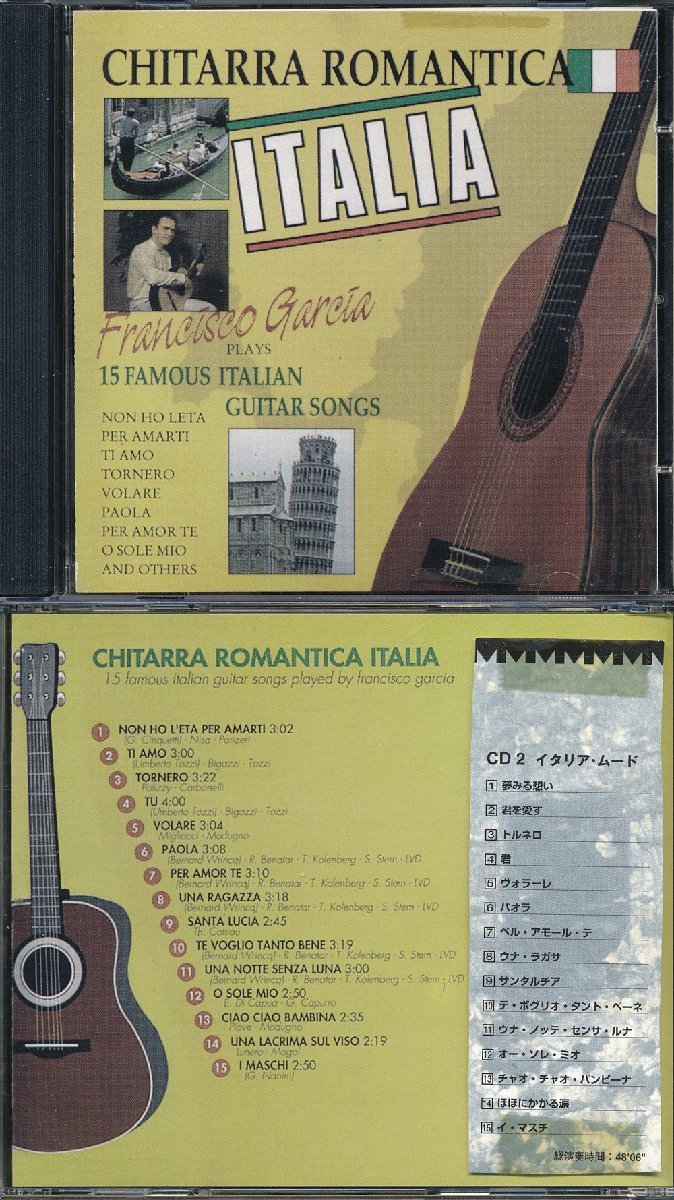 CHITARRA ROMANTICA
ITALIA
Francisco García
PLAYS
15 FAMOUS ITALIAN
GUITAR SONGS
NON HO LETA
PER AMARTI
TI AMO
TORNERO
VOLARE
PAOLA
PER AMOR TE
O SOLE MIO
AND OTHERS
CHITARRA ROMANTICA ITALIA
15 famous italian guitar songs played by francisco garcia
1 NON HO L'ETA PER AMARTI 3:02
(G. Cinquetti) - Nisa - Panzeri
2 TI AMO 3:00
(Umberto Tozzi) - Bigazzi - Tozzi
3 TORNERO 3:22
Polizzy - Carbonelli
4 TU 4:00
(Umberto Tozzi) - Bigazzi - Tozzi
5 VOLARE 3:04
Migliacci - Modugno
6 PAOLA 3:08
(Bernard Wrincq) - R. Benatar - T. Kolenberg - S. Stern - LVD
7 PER AMOR TE 3:10
(Bernard Wrincq) - R. Benatar - T. Kolenberg - S. Stern - LVD
8 UNA RAGAZZA 3:18
(Bernard Wrincq) - R. Benatar - T. Kolenberg - S. Stern - LVD
9 SANTA LUCIA 2:45
Th. Cottrau
10 TE VOGLIO TANTO BENE 3:19
(Bernard Wrincq) - R. Benatar - T. Kolenberg - S. Stern - LVD
11 UNA NOTTE SENZA LUNA 3:00
(Bernard Wrincq) - R. Benatar - T. Kolenberg - S. Stern - LVD
12 O SOLE MIO 2:50
E. Di Capua - G. Capurro
13 CIAO CIAO BAMBINA 2:35
Piove - Modugno
14 UNA LACRIMA SUL VISO 2:19
Lunero - Mogol
15 I MASCHI 2:50
(G. Nanini)
CD 2 イタリア・ムード
1 夢みる想い
2 君を愛す
3 トルネロ
4 君
5 ヴォラーレ
6 パオラ
7 ペル・アモール・テ
8 ウナ・ラガサ
9 サンタルチア
10 テ・ボグリオ・タント・ベーネ
11 ウナ・ノッテ・センサ・ルナ
12 オー・ソレ・ミオ
13 チャオ・チャオ・バンビーナ
14 ほほにかかる涙
15 イ・マスチ
総演奏時間：48'06"